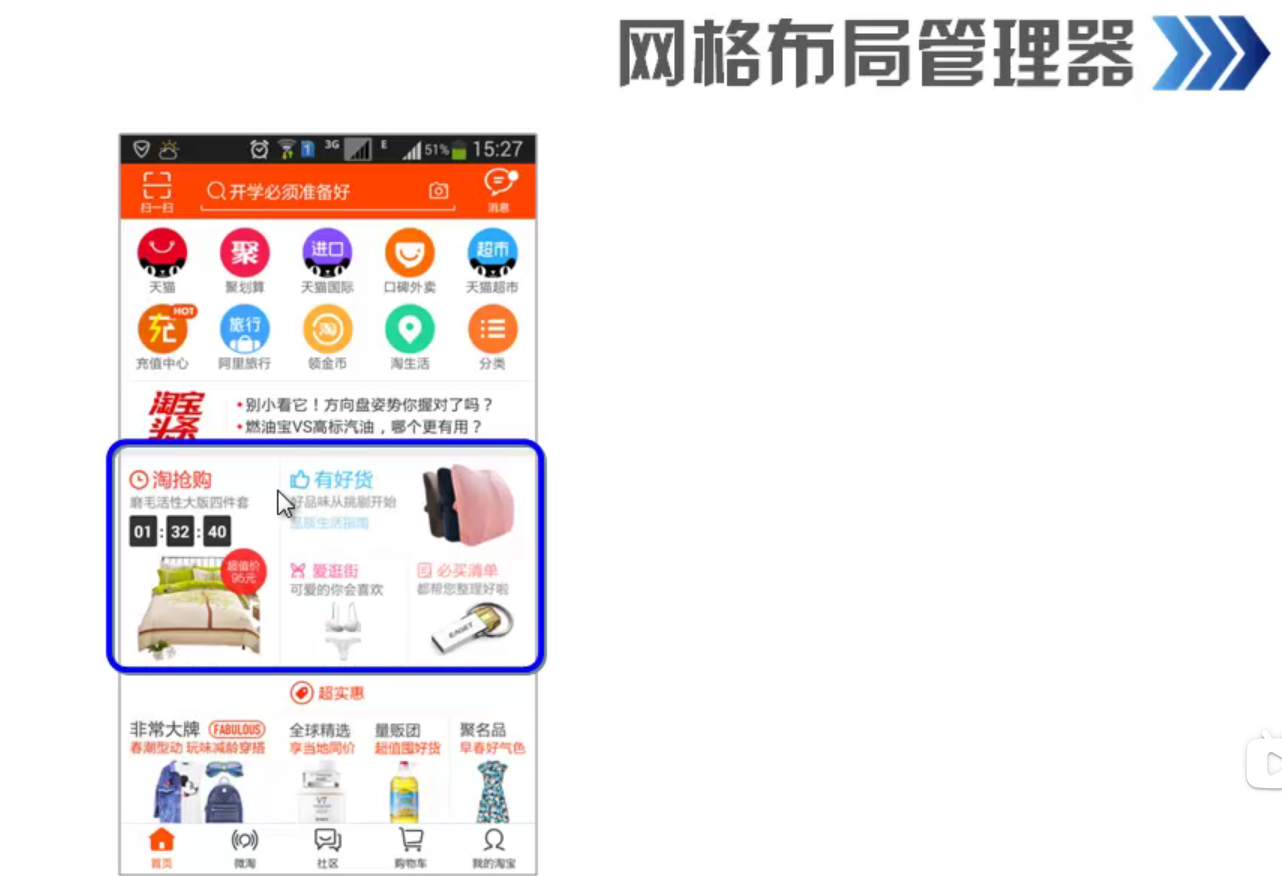 网格布局管理器
3G 1 E 51% 15:27
扫一扫 开学必须准备好 消息
聚 进口 超市
天猫 聚划算 天猫国际 口碑外卖 天猫超市
充 HOT 旅行 淘
充值中心 阿里旅行 领金币 淘生活 分类
淘宝头条
•别小看它！方向盘姿势你握对了吗？
•燃油宝VS高标汽油，哪个更有用？
淘抢购
磨毛活性大版四件套
01:32:40
超值价
95元
有好货
好品味从挑剔开始
品质生活指南
爱逛街
可爱的你会喜欢
必买清单
都帮您整理好啦
EAGET
超实惠
非常大牌 FABULOUS
春潮型动 玩味减龄穿搭
全球精选
享当地同价
量贩团
超值囤好货
聚名品
早春好气色
V7
首页 微淘 社区 购物车 我的淘宝